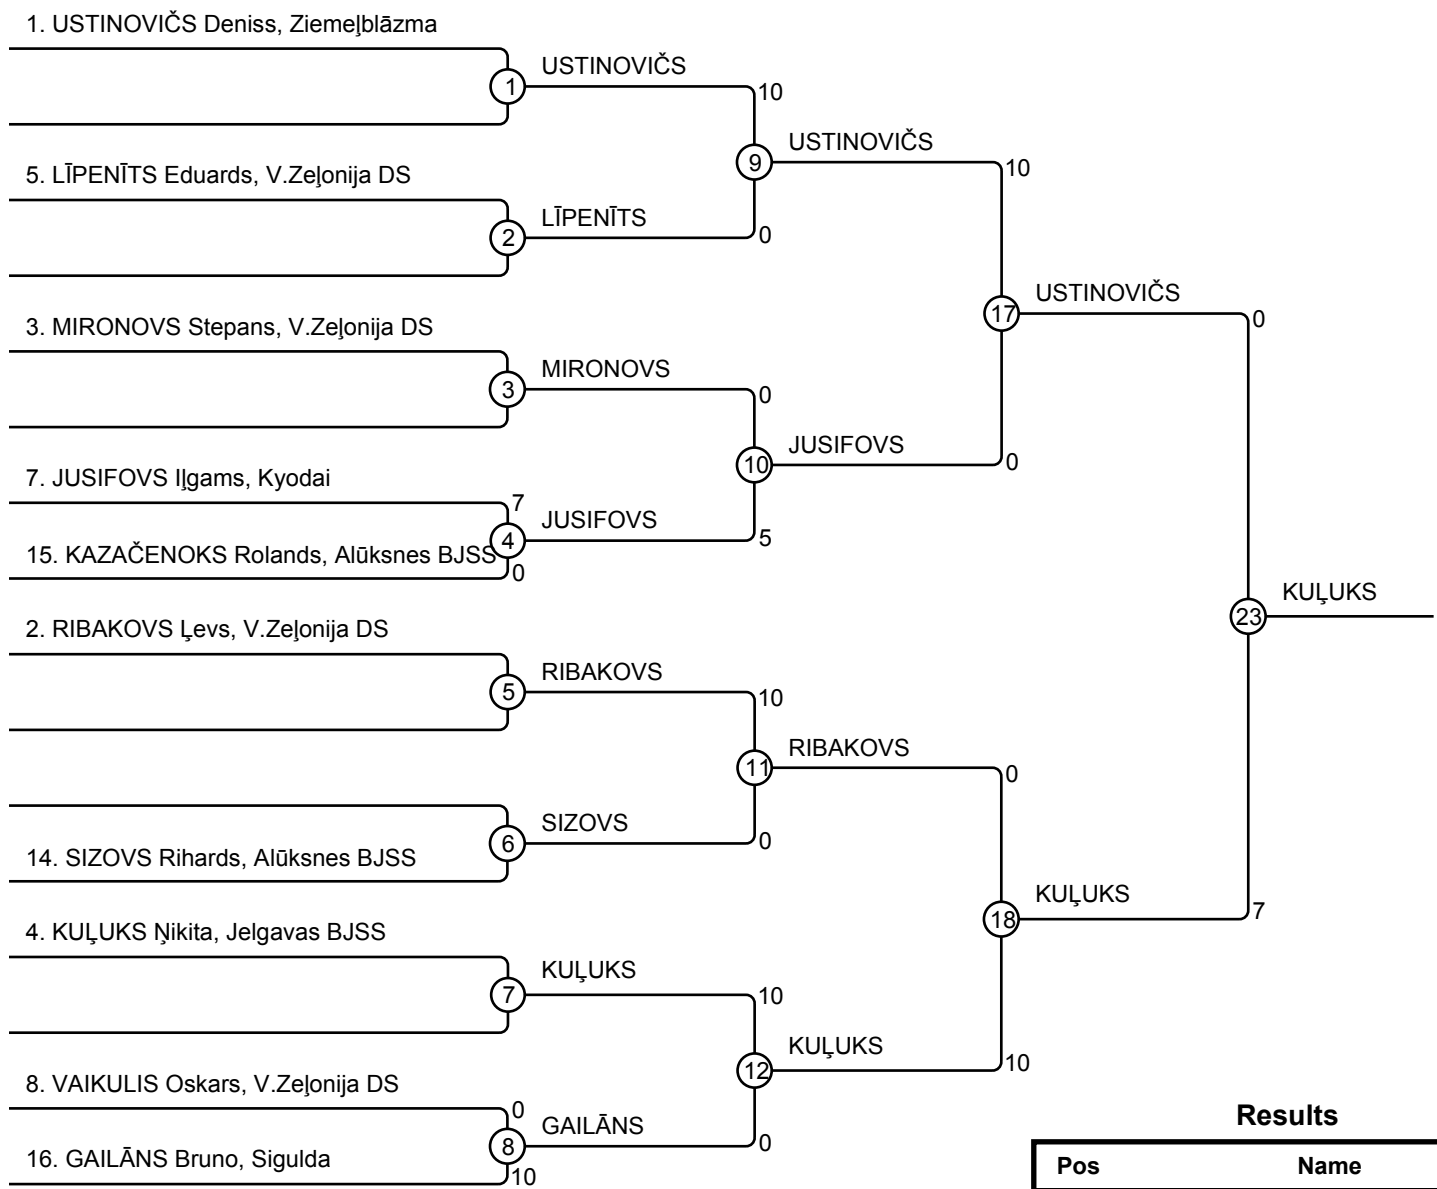 1. USTINOVIČS Deniss, Ziemeļblāzma
USTINOVIČS
1
10
USTINOVIČS
9
10
5. LĪPENĪTS Eduards, V.Zeļonija DS
LĪPENĪTS
2
0
USTINOVIČS
17
0
3. MIRONOVS Stepans, V.Zeļonija DS
MIRONOVS
3
0
JUSIFOVS
10
0
7. JUSIFOVS Iļgams, Kyodai
7
JUSIFOVS
4
5
15. KAZAČENOKS Rolands, Alūksnes BJSS
0
KUĻUKS
23
2. RIBAKOVS Ļevs, V.Zeļonija DS
RIBAKOVS
5
10
RIBAKOVS
11
0
SIZOVS
6
0
14. SIZOVS Rihards, Alūksnes BJSS
KUĻUKS
18
7
4. KUĻUKS Ņikita, Jelgavas BJSS
KUĻUKS
7
10
KUĻUKS
12
10
8. VAIKULIS Oskars, V.Zeļonija DS
0
GAILĀNS
8
0
16. GAILĀNS Bruno, Sigulda
10
Results
Pos Name